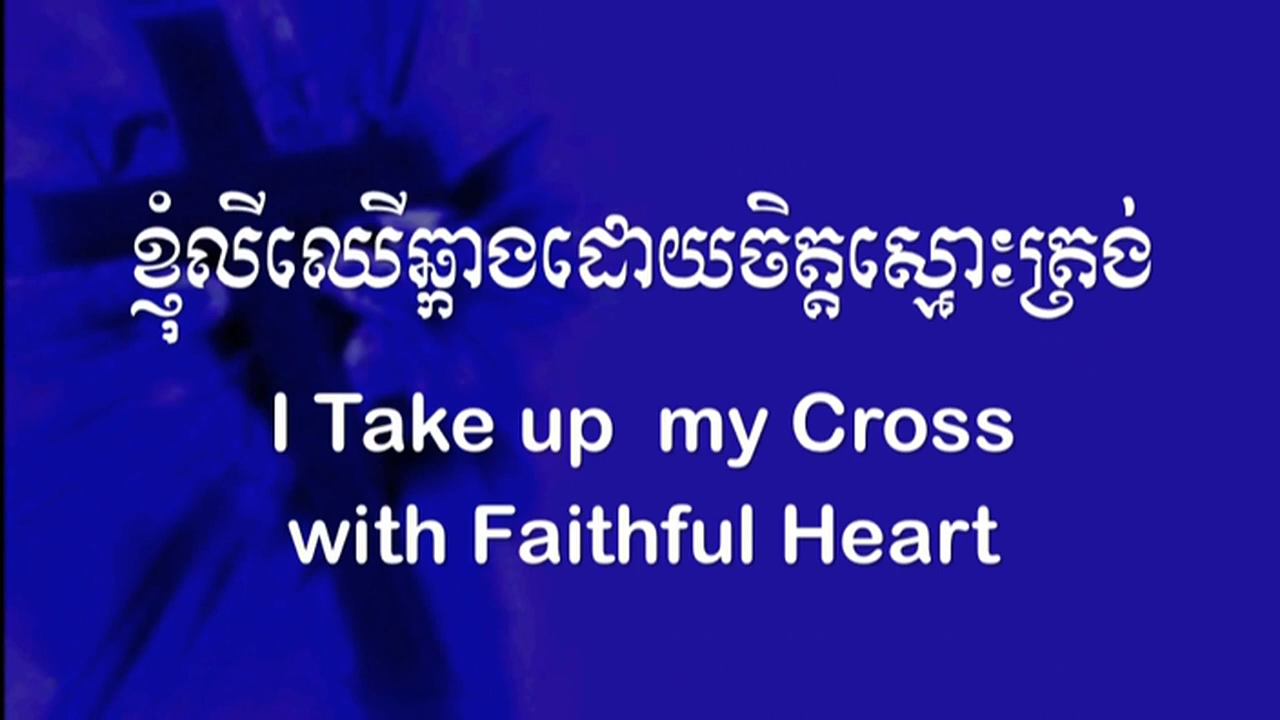 ខ្ញុំលីឈើឆ្កាងដោយចិត្តស្មោះត្រង់
I Take up my Cross
with Faithful Heart